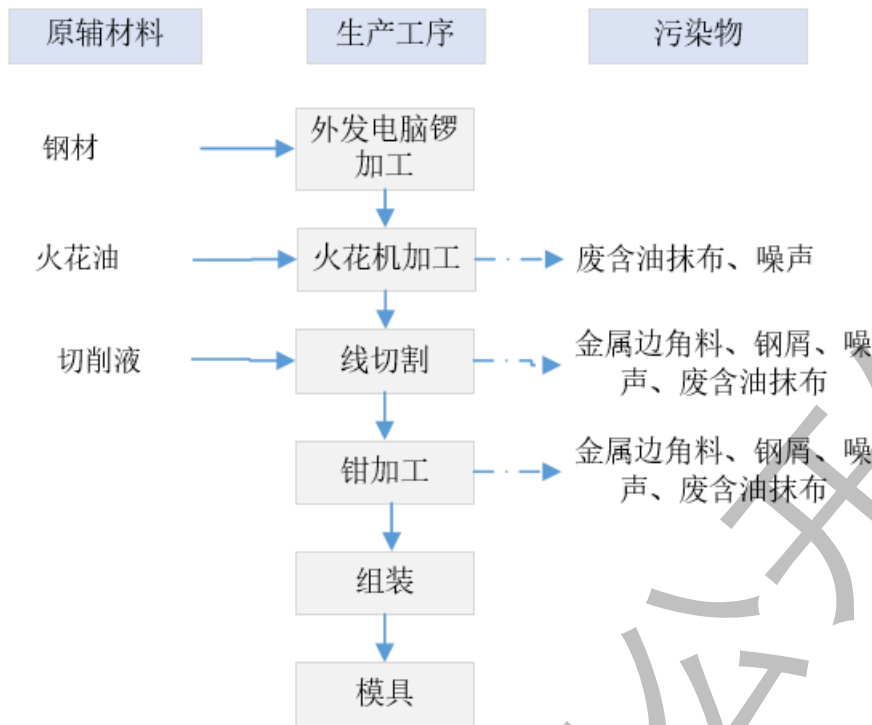 原辅材料
生产工序
污染物
钢材
外发电脑锣
加工
火花油
火花机加工
废含油抹布、噪声
切削液
线切割
金属边角料、钢屑、噪
声、废含油抹布
钳加工
金属边角料、钢屑、噪
声、废含油抹布
组装
模具
公开